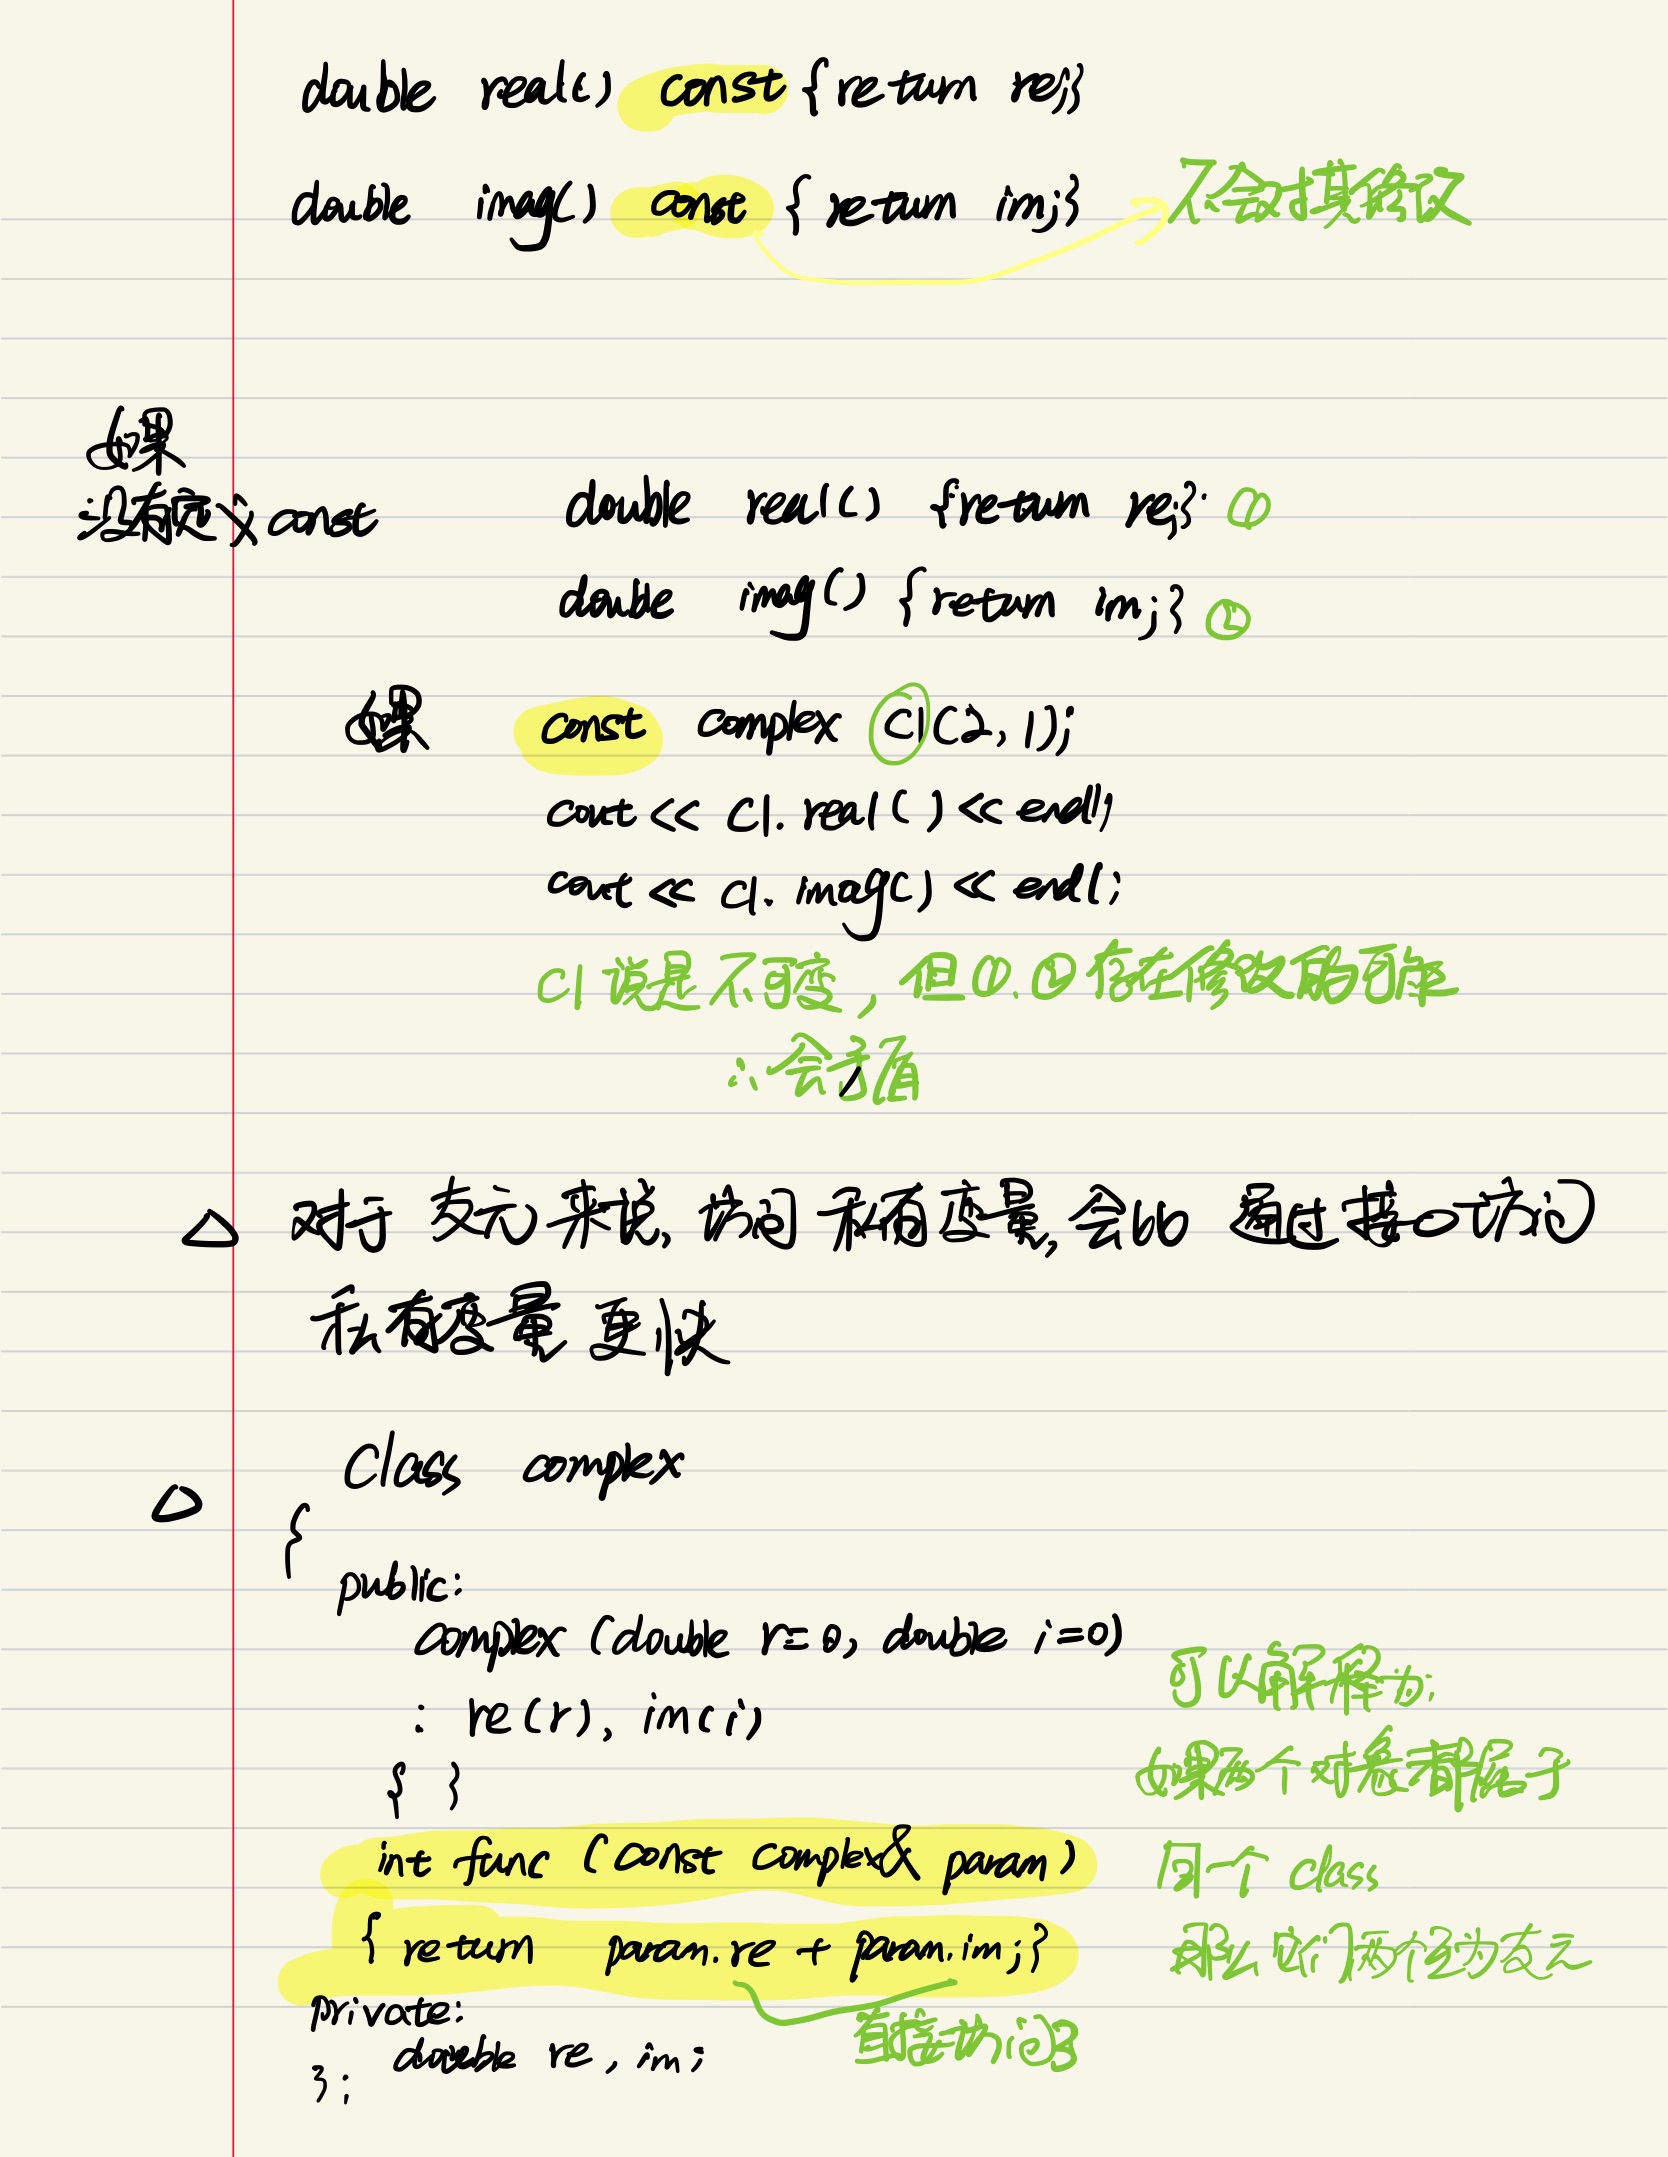 double real() const {return re;}
double imag() const {return im;} 不会对其修改
如果
没有定义const
double real() {return re;} ①
double imag() {return im;} ②
如果 const complex C1(2,1);
cout << C1.real() << endl;
cout << C1.imag() << endl;
C1说是不可变,但①.②存在修改的可能
∴会矛盾
△ 对于友元来说,访问私有变量,会比通过接口访问
私有变量更快
△ Class complex
{
public:
complex (double r=0, double i=0)
: re(r), im(i)
{ }
int func (const complex& param)
{ return param.re + param.im;}
private:
double re, im;
};
可以解释为:
如果两个对象都属于
同个 class
那么它们两个互为友元
直接访问了